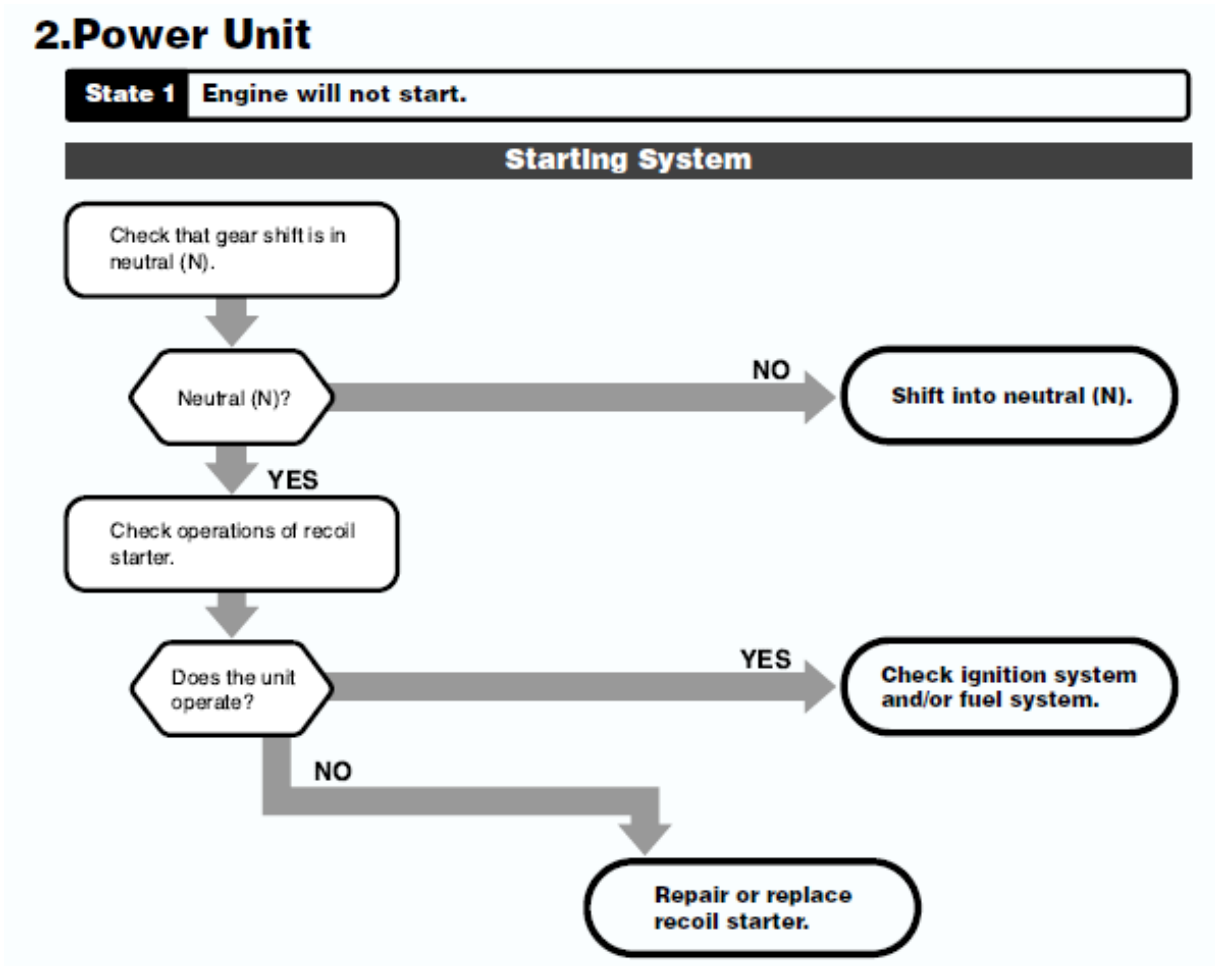 2.Power Unit
State 1 Engine will not start.
Starting System
Check that gear shift is in
neutral (N).
Neutral (N)?
NO
Shift into neutral (N).
YES
Check operations of recoil
starter.
Does the unit
operate?
YES
Check ignition system
and/or fuel system.
NO
Repair or replace
recoil starter.